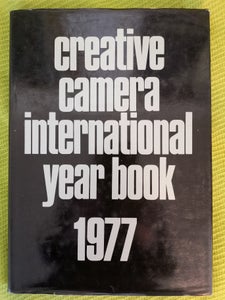 creative
camera
international
year book
1977